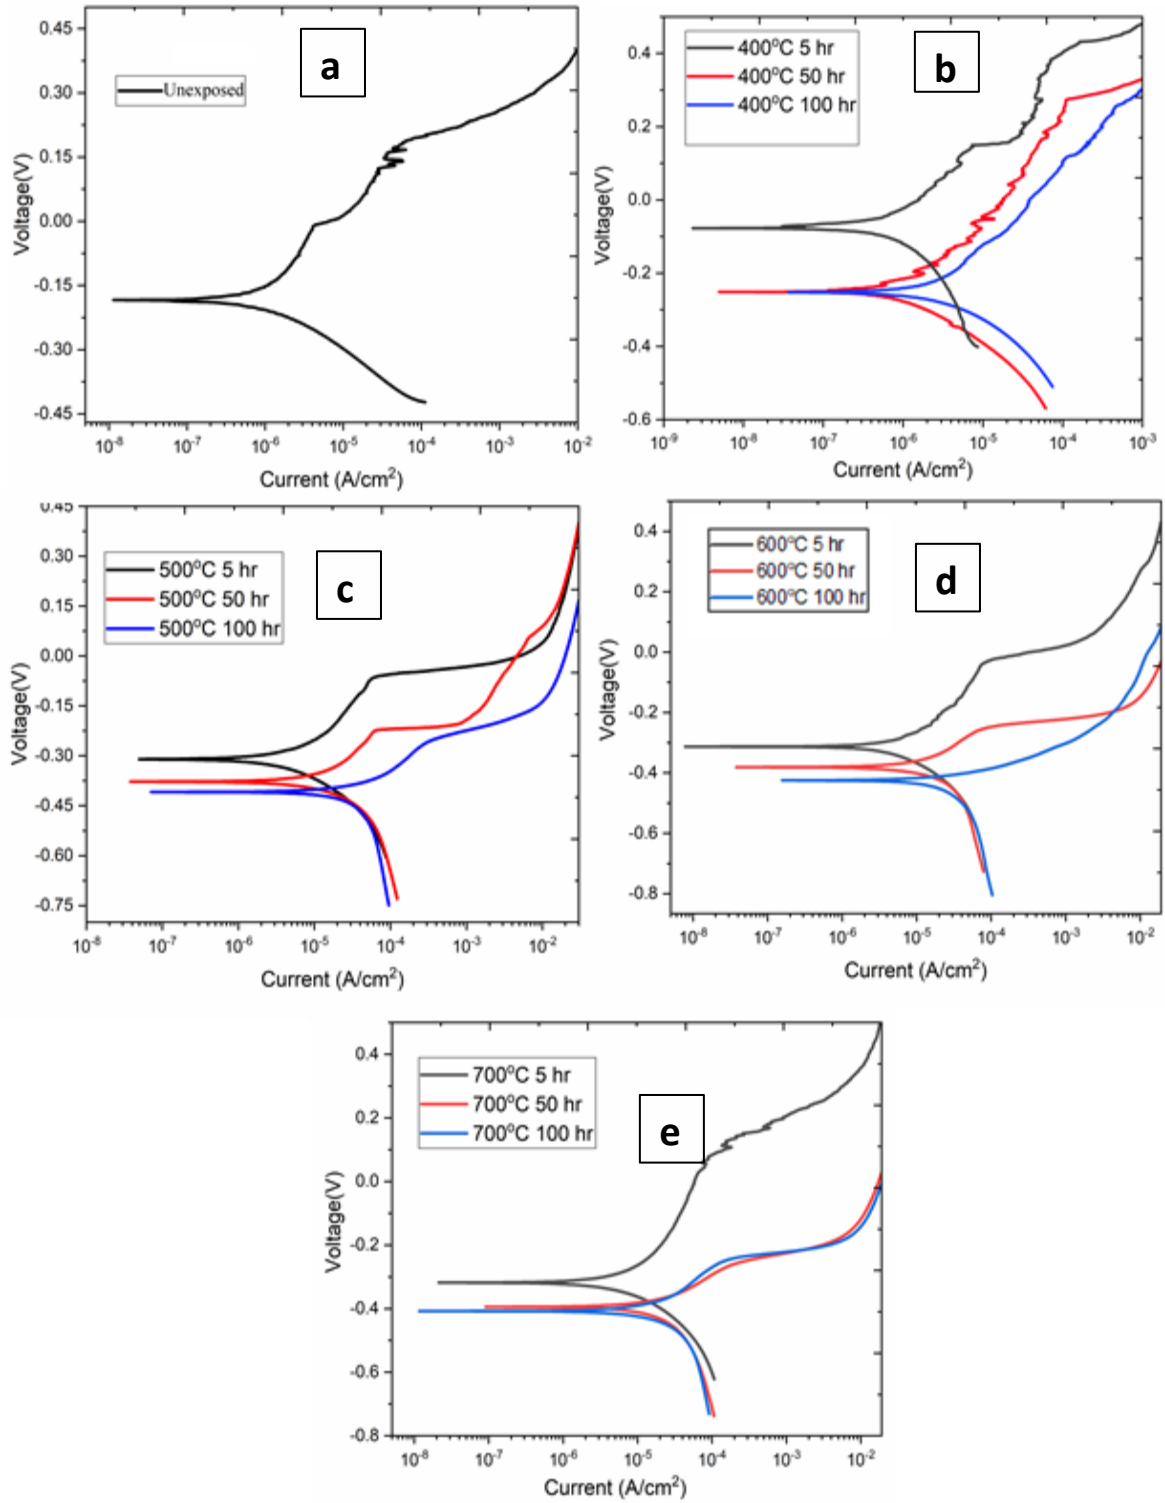 a
Unexposed
0.45
0.30
0.15
0.00
-0.15
-0.30
-0.45
Voltage(V)
10⁻⁸ 10⁻⁷ 10⁻⁶ 10⁻⁵ 10⁻⁴ 10⁻³ 10⁻²
Current (A/cm²)
b
400°C 5 hr
400°C 50 hr
400°C 100 hr
0.4
0.2
0.0
-0.2
-0.4
-0.6
Voltage(V)
10⁻⁹ 10⁻⁸ 10⁻⁷ 10⁻⁶ 10⁻⁵ 10⁻⁴ 10⁻³
Current (A/cm²)
c
500°C 5 hr
500°C 50 hr
500°C 100 hr
0.45
0.30
0.15
0.00
-0.15
-0.30
-0.45
-0.60
-0.75
Voltage(V)
10⁻⁸ 10⁻⁷ 10⁻⁶ 10⁻⁵ 10⁻⁴ 10⁻³ 10⁻²
Current (A/cm²)
d
600°C 5 hr
600°C 50 hr
600°C 100 hr
0.4
0.2
0.0
-0.2
-0.4
-0.6
-0.8
Voltage(V)
10⁻⁸ 10⁻⁷ 10⁻⁶ 10⁻⁵ 10⁻⁴ 10⁻³ 10⁻²
Current (A/cm²)
e
700°C 5 hr
700°C 50 hr
700°C 100 hr
0.4
0.2
0.0
-0.2
-0.4
-0.6
-0.8
Voltage(V)
10⁻⁸ 10⁻⁷ 10⁻⁶ 10⁻⁵ 10⁻⁴ 10⁻³ 10⁻²
Current (A/cm²)